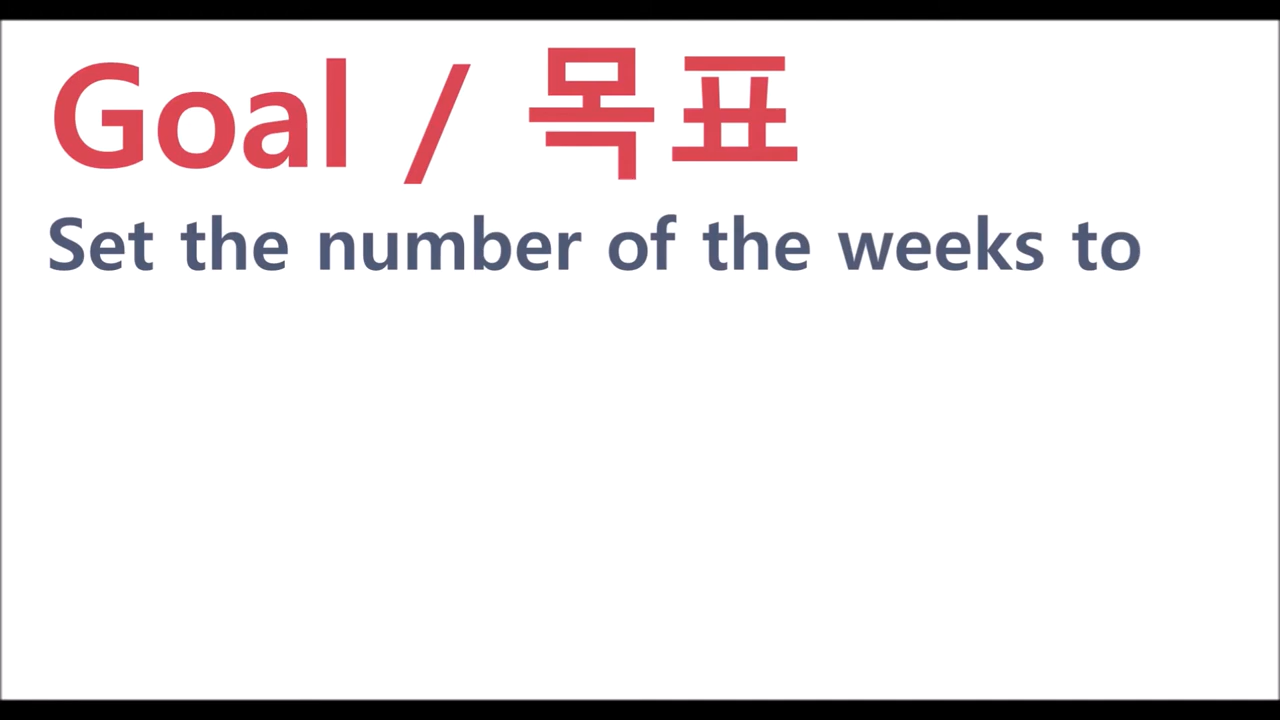 Goal / 목표
Set the number of the weeks to